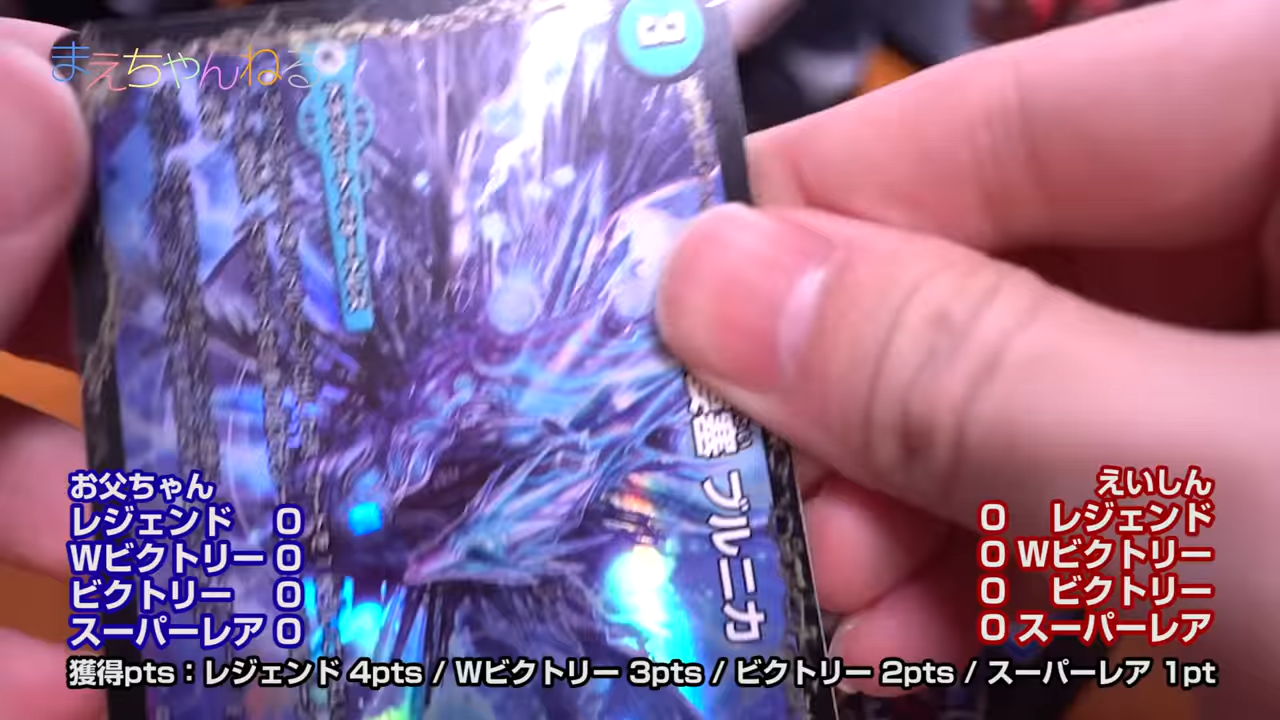 まえちゃんねる
8
ブルニカ
お父ちゃん
レジェンド 0
Wビクトリー 0
ビクトリー 0
スーパーレア 0
えいしん
0 レジェンド
0 Wビクトリー
0 ビクトリー
0 スーパーレア
獲得pts:レジェンド 4pts / Wビクトリー 3pts / ビクトリー 2pts / スーパーレア 1pt